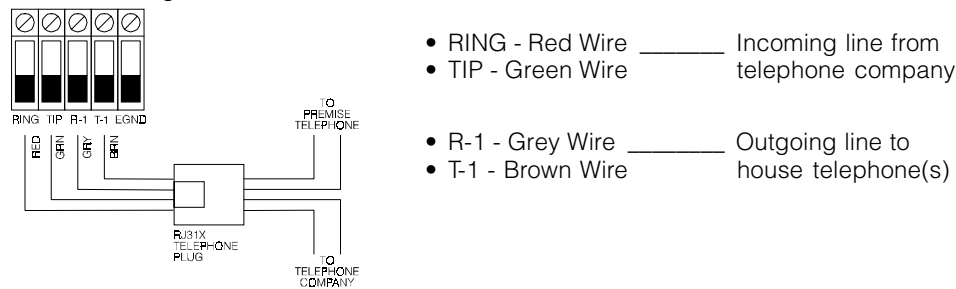 RING TIP R-1 T-1 EGND
RED GRN GRY BRN
TO
PREMISE
TELEPHONE
RJ31X
TELEPHONE
PLUG
TO
TELEPHONE
COMPANY
• RING - Red Wire _______ Incoming line from
• TIP - Green Wire telephone company
• R-1 - Grey Wire ________ Outgoing line to
• T-1 - Brown Wire house telephone(s)